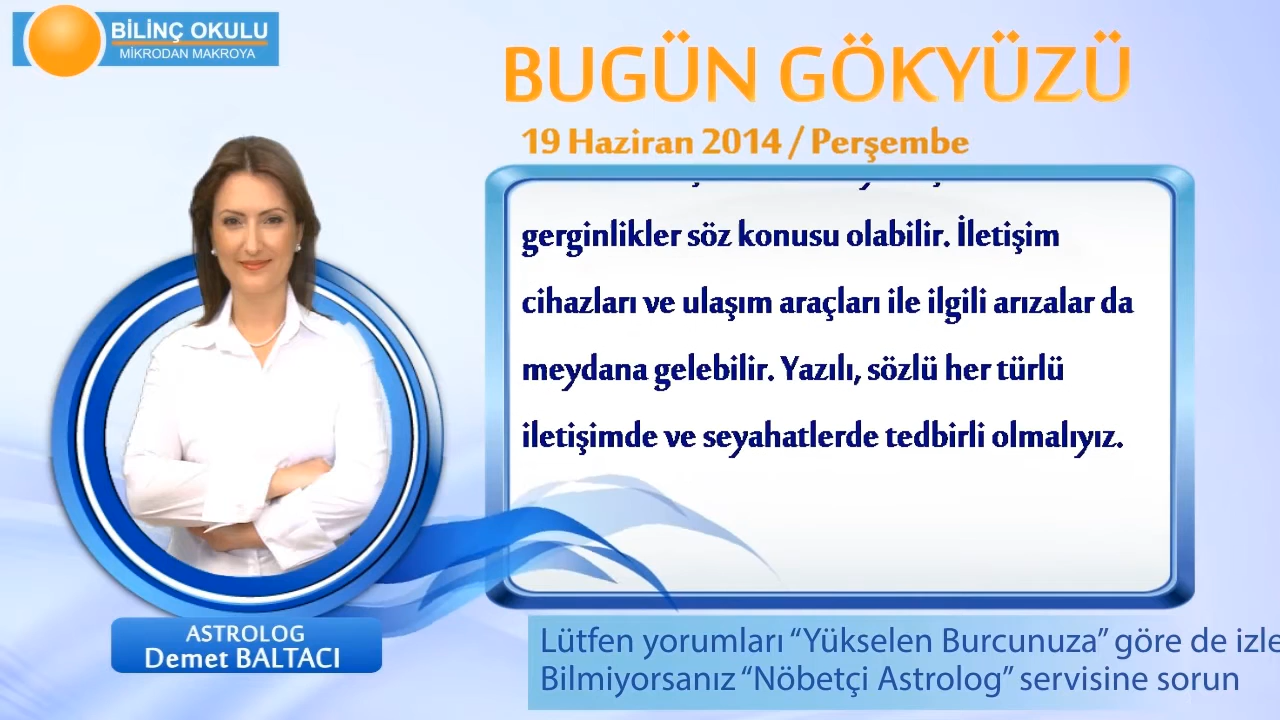 BİLİNÇ OKULU
MİKRODAN MAKROYA
BUGÜN GÖKYÜZÜ
19 Haziran 2014 / Perşembe
gerginlikler söz konusu olabilir. İletişim
cihazları ve ulaşım araçları ile ilgili arızalar da
meydana gelebilir. Yazılı, sözlü her türlü
iletişimde ve seyahatlerde tedbirli olmalıyız.
ASTROLOG
Demet BALTACI
Lütfen yorumları “Yükselen Burcunuza” göre de izle
Bilmiyorsanız “Nöbetçi Astrolog” servisine sorun